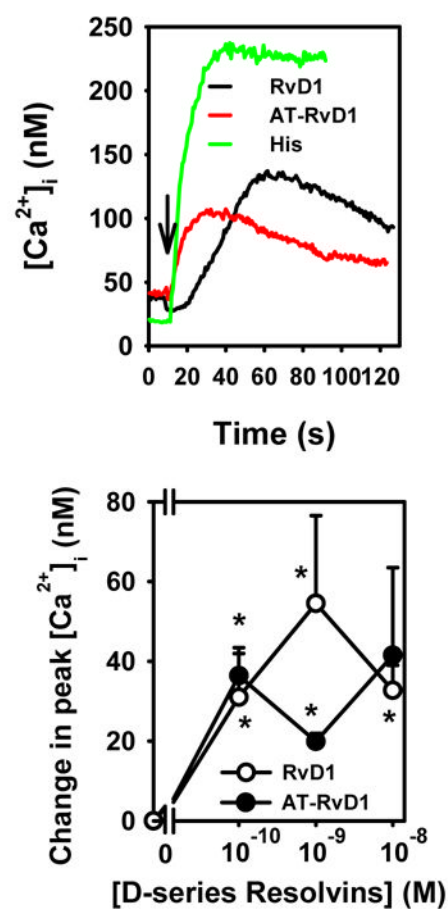 250
200
150
100
50
0
[Ca²⁺]ᵢ (nM)
RvD1
AT-RvD1
His
0 20 40 60 80 100 120
Time (s)
80
60
40
20
0
Change in peak [Ca²⁺]ᵢ (nM)
*
*
*
*
*
RvD1
AT-RvD1
0 10⁻¹⁰ 10⁻⁹ 10⁻⁸
[D-series Resolvins] (M)